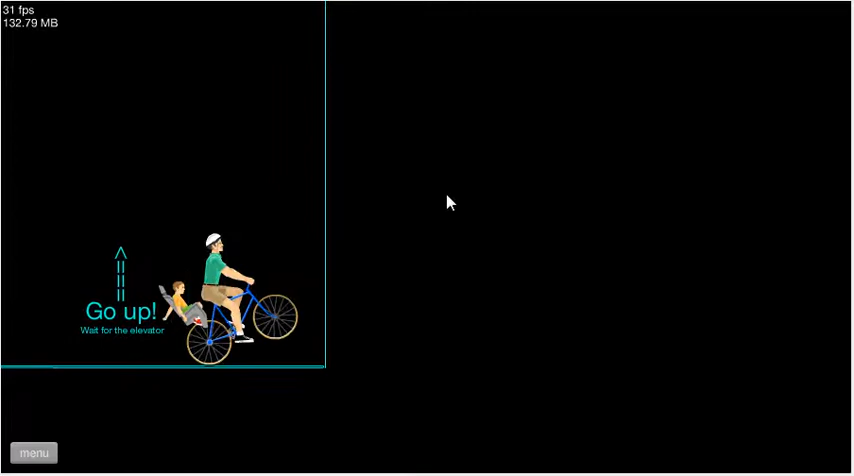 31 fps
132.79 MB
Go up!
Wait for the elevator
menu